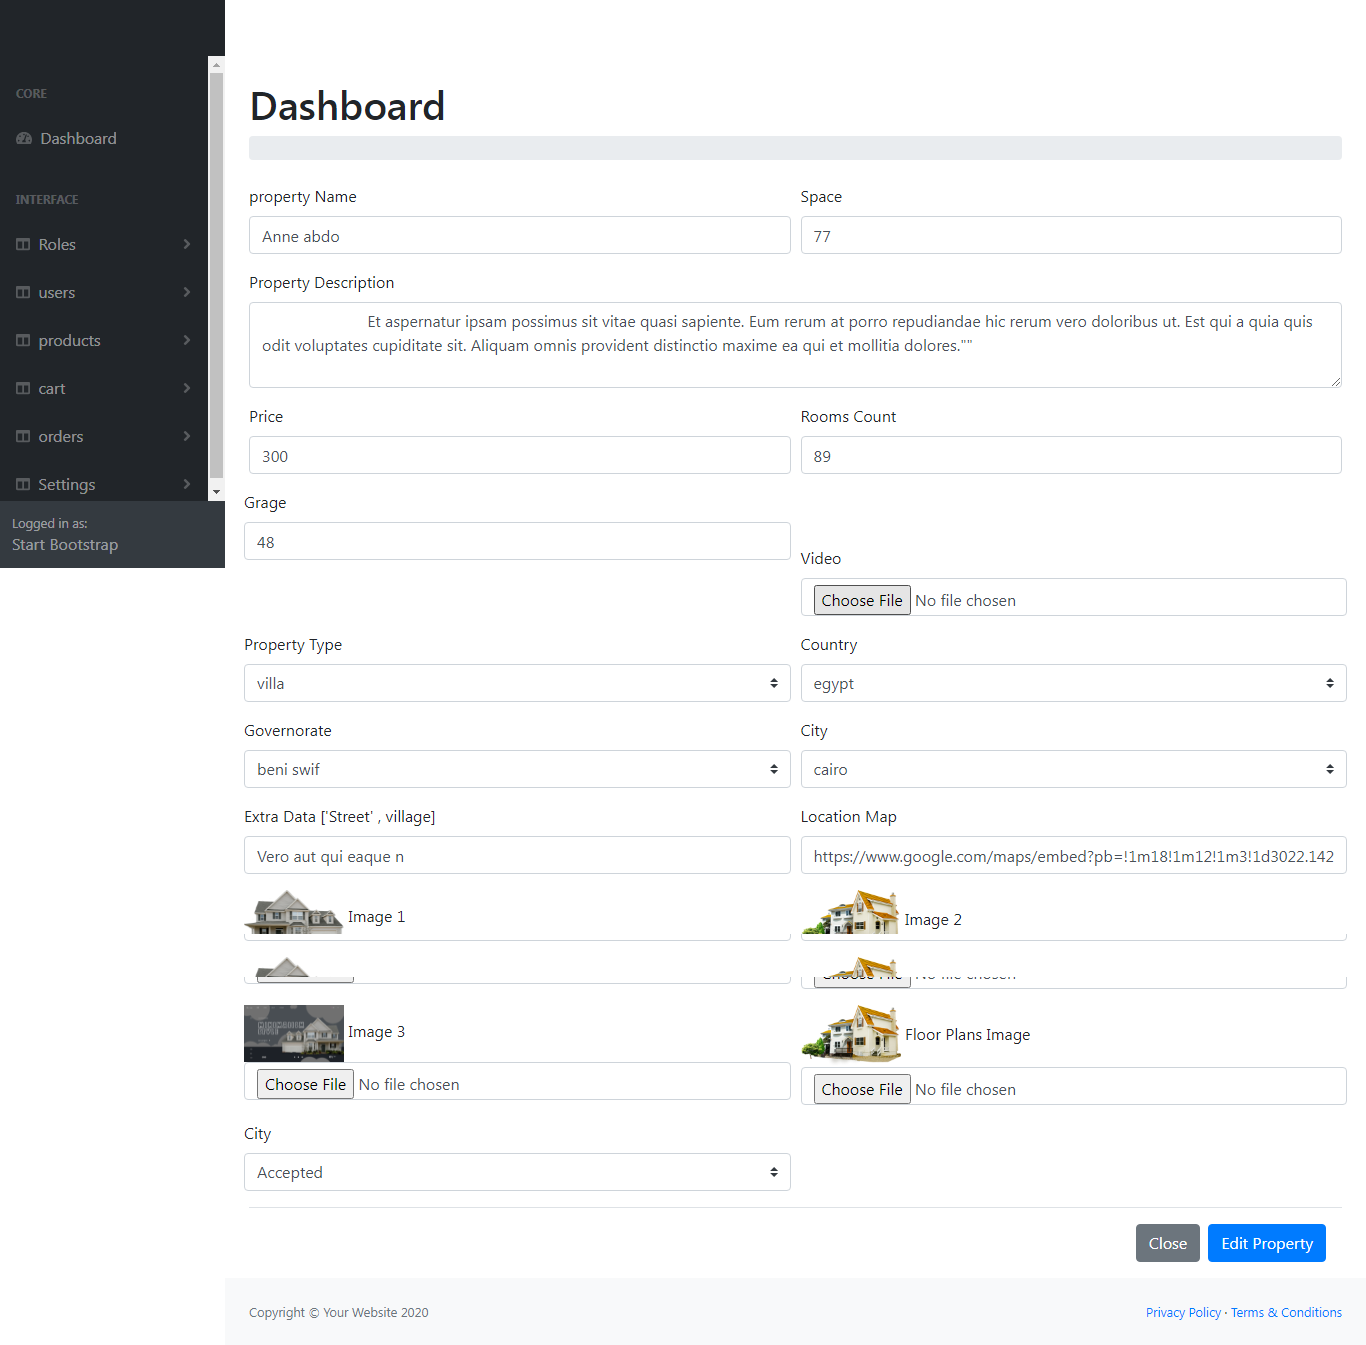 CORE
Dashboard
INTERFACE
Roles
users
products
cart
orders
Settings
Logged in as:
Start Bootstrap
Dashboard
property Name
Space
Anne abdo
77
Property Description
Et aspernatur ipsam possimus sit vitae quasi sapiente. Eum rerum at porro repudiandae hic rerum vero doloribus ut. Est qui a quia quis
odit voluptates cupiditate sit. Aliquam omnis provident distinctio maxime ea qui et mollitia dolores.""
Price
Rooms Count
300
89
Grage
48
Video
Choose File No file chosen
Property Type
Country
villa
egypt
Governorate
City
beni swif
cairo
Extra Data ['Street' , village]
Location Map
Vero aut qui eaque n
https://www.google.com/maps/embed?pb=!1m18!1m12!1m3!1d3022.142
Image 1
Image 2
Choose File No file chosen
Image 3
Floor Plans Image
Choose File No file chosen
Choose File No file chosen
City
Accepted
Close
Edit Property
Copyright © Your Website 2020
Privacy Policy · Terms & Conditions